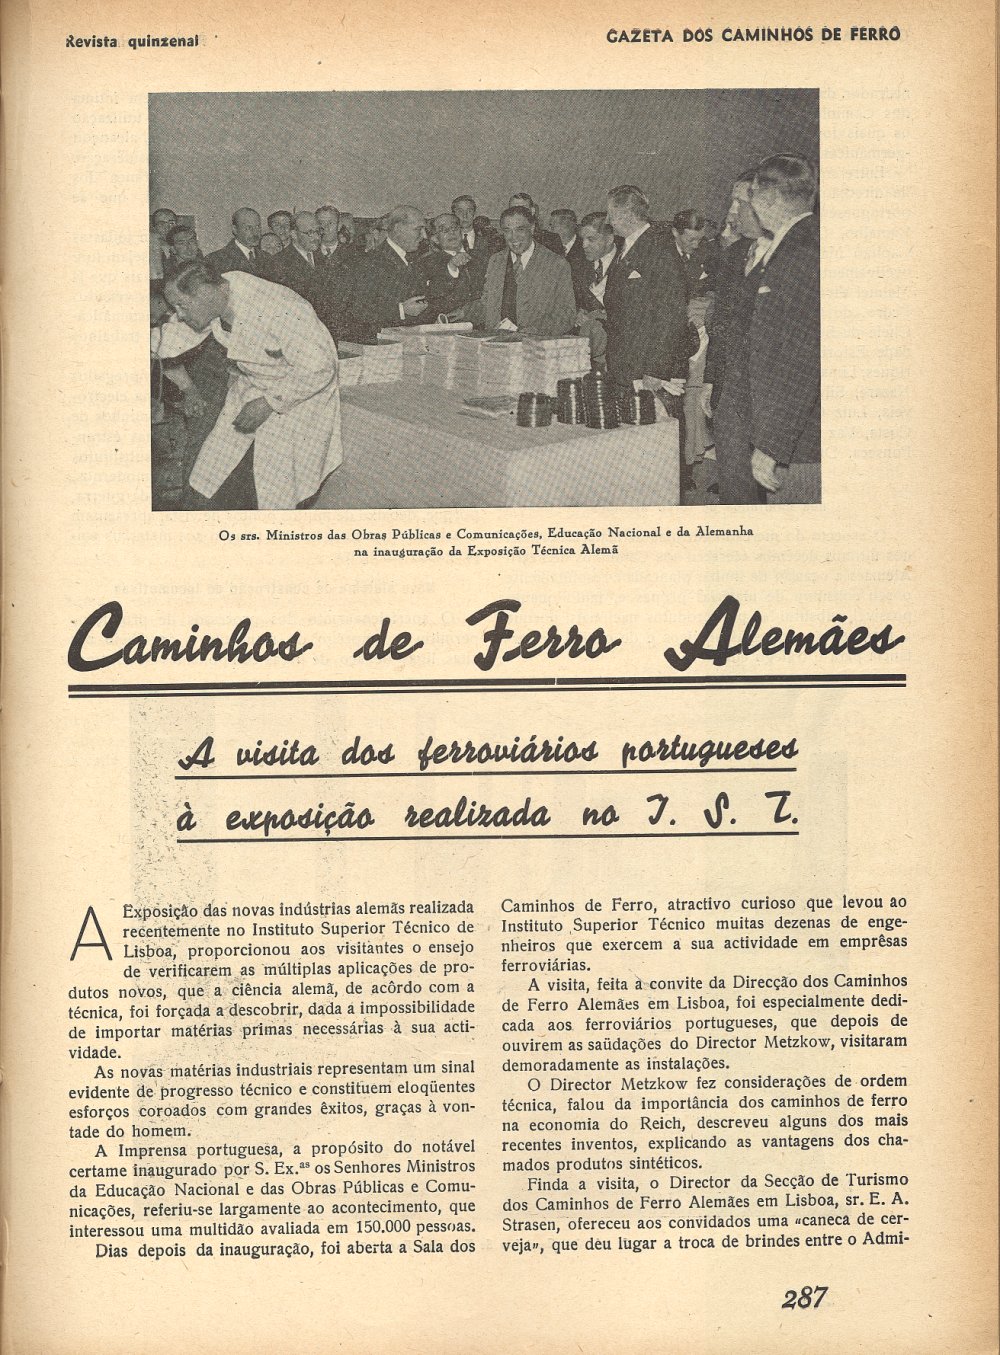 Revista quinzenal
GAZETA DOS CAMINHOS DE FERRO
Os srs. Ministros das Obras Públicas e Comunicações, Educação Nacional e da Alemanha
na inauguração da Exposição Técnica Alemã
Caminhos de Ferro Alemães
A visita dos ferroviários portugueses
à exposição realizada no I. S. T.
A Exposição das novas indústrias alemãs realizada
recentemente no Instituto Superior Técnico de
Lisboa, proporcionou aos visitantes o ensejo
de verificarem as múltiplas aplicações de pro-
dutos novos, que a ciência alemã, de acôrdo com a
técnica, foi forçada a descobrir, dada a impossibilidade
de importar matérias primas necessárias à sua acti-
vidade.
As novas matérias industriais representam um sinal
evidente de progresso técnico e constituem eloqüentes
esforços coroados com grandes êxitos, graças à von-
tade do homem.
A Imprensa portuguesa, a propósito do notável
certame inaugurado por S. Ex.as os Senhores Ministros
da Educação Nacional e das Obras Públicas e Comu-
nicações, referiu-se largamente ao acontecimento, que
interessou uma multidão avaliada em 150.000 pessoas.
Dias depois da inauguração, foi aberta a Sala dos
Caminhos de Ferro, atractivo curioso que levou ao
Instituto Superior Técnico muitas dezenas de enge-
nheiros que exercem a sua actividade em emprêsas
ferroviárias.
A visita, feita a convite da Direcção dos Caminhos
de Ferro Alemães em Lisboa, foi especialmente dedi-
cada aos ferroviários portugueses, que depois de
ouvirem as saüdações do Director Metzkow, visitaram
demoradamente as instalações.
O Director Metzkow fez considerações de ordem
técnica, falou da importância dos caminhos de ferro
na economia do Reich, descreveu alguns dos mais
recentes inventos, explicando as vantagens dos cha-
mados produtos sintéticos.
Finda a visita, o Director da Secção de Turismo
dos Caminhos de Ferro Alemães em Lisboa, sr. E. A.
Strasen, ofereceu aos convidados uma «caneca de cer-
veja», que deu lugar a troca de brindes entre o Admi-
287